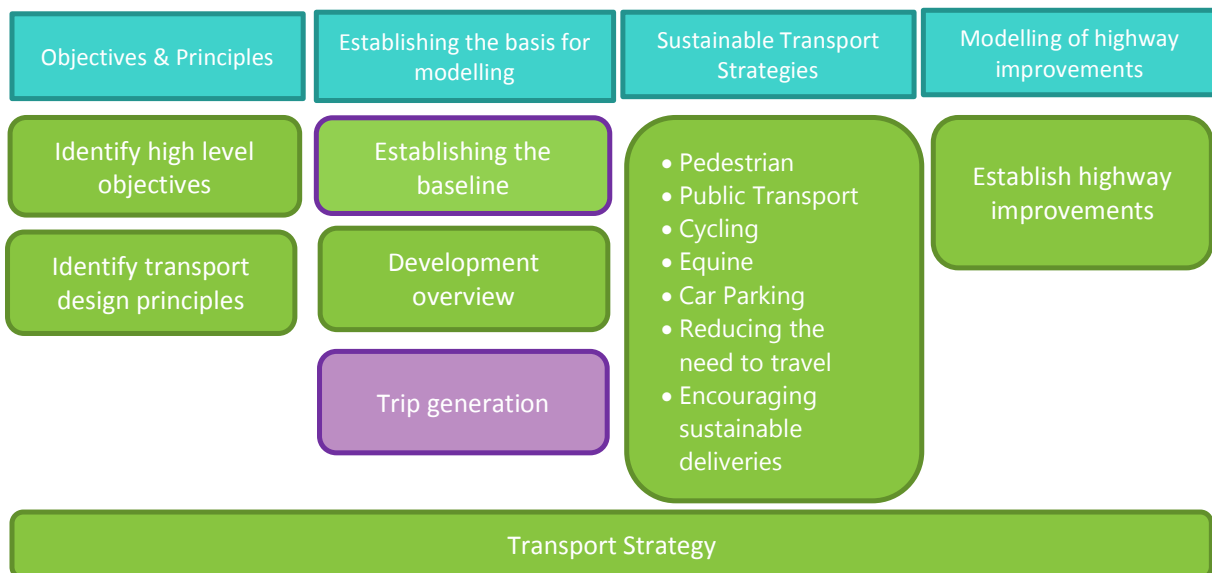 Objectives & Principles
Establishing the basis for
modelling
Sustainable Transport
Strategies
Modelling of highway
improvements
Identify high level
objectives
Identify transport
design principles
Establishing the
baseline
Development
overview
Trip generation
• Pedestrian
• Public Transport
• Cycling
• Equine
• Car Parking
• Reducing the
need to travel
• Encouraging
sustainable
deliveries
Establish highway
improvements
Transport Strategy